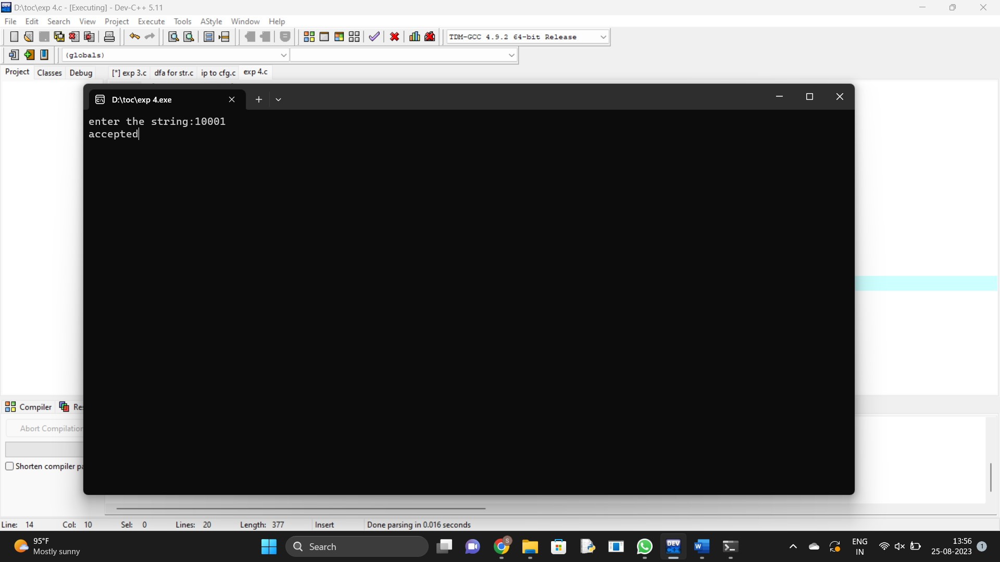 D:\toc\exp 4.c - [Executing] - Dev-C++ 5.11
File Edit Search View Project Execute Tools AStyle Window Help
TDM-GCC 4.9.2 64-bit Release
(globals)
Project Classes Debug [*] exp 3.c dfa for str.c ip to cfg.c exp 4.c
D:\toc\exp 4.exe
enter the string:10001
accepted
Compiler
Abort Compilation
Shorten compiler
Line: 14 Col: 10 Sel: 0 Lines: 20 Length: 377 Insert Done parsing in 0.016 seconds
95°F
Mostly sunny
Search
S
DEV
C++
W
ENG
IN
13:56
25-08-2023
1